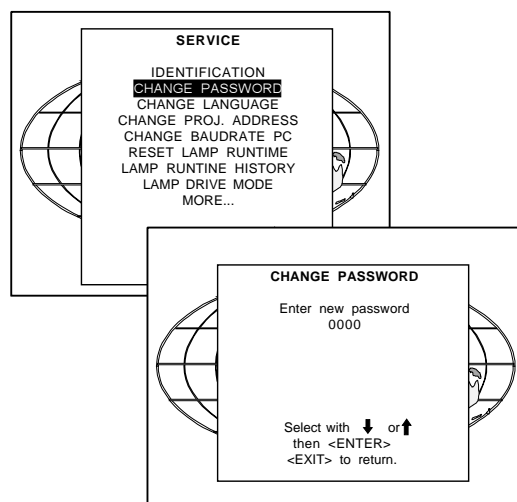 SERVICE
IDENTIFICATION
CHANGE PASSWORD
CHANGE LANGUAGE
CHANGE PROJ. ADDRESS
CHANGE BAUDRATE PC
RESET LAMP RUNTIME
LAMP RUNTINE HISTORY
LAMP DRIVE MODE
MORE...
CHANGE PASSWORD
Enter new password
0000
Select with ⬇ or⬆
then <ENTER>
<EXIT> to return.